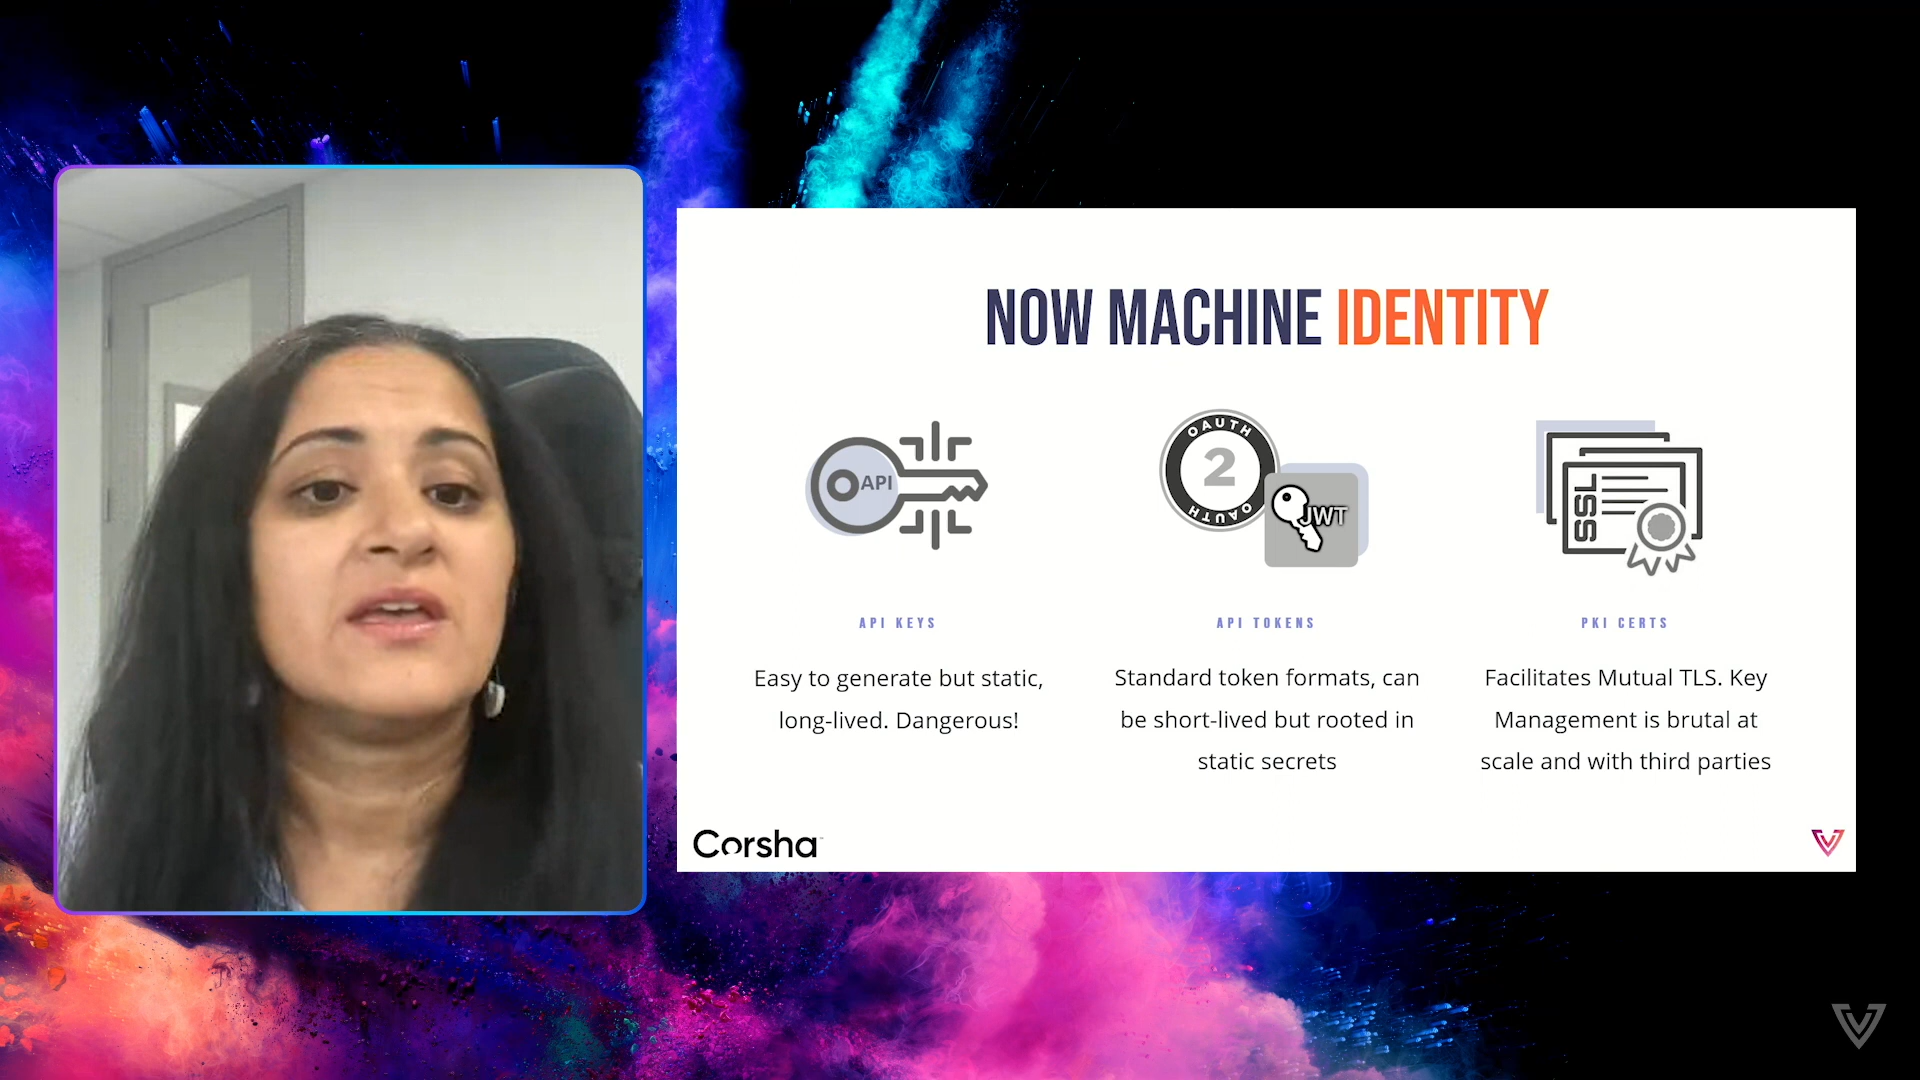 NOW MACHINE IDENTITY
API
OAUTH
2
OAUTH
JWT
SSL
API KEYS
API TOKENS
PKI CERTS
Easy to generate but static,
long-lived. Dangerous!
Standard token formats, can
be short-lived but rooted in
static secrets
Facilitates Mutual TLS. Key
Management is brutal at
scale and with third parties
Corsha